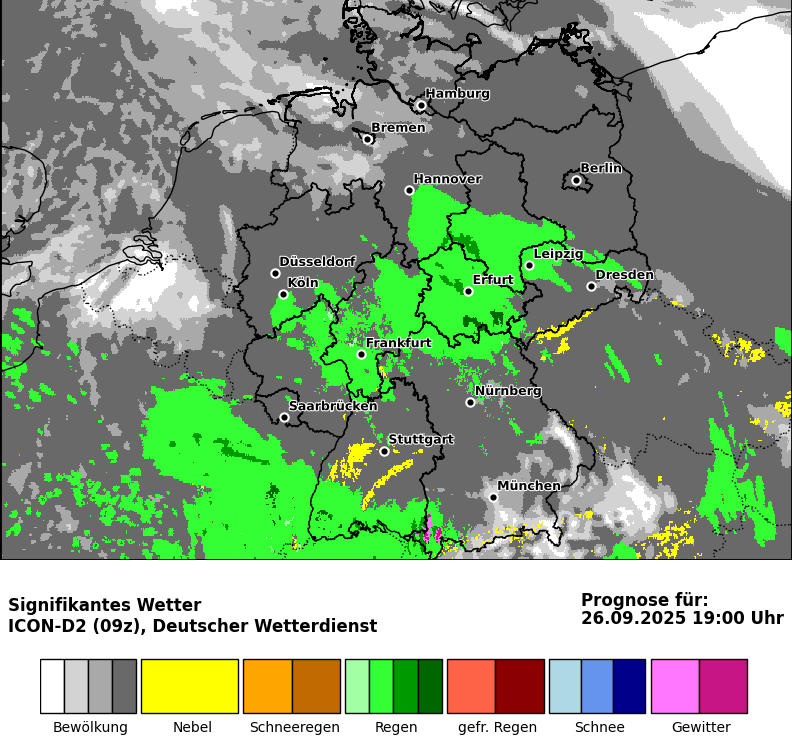 Hamburg
Bremen
Berlin
Hannover
Leipzig
Düsseldorf
Dresden
Köln
Erfurt
Frankfurt
Nürnberg
Saarbrücken
Stuttgart
München
Signifikantes Wetter
ICON-D2 (09z), Deutscher Wetterdienst
Prognose für:
26.09.2025 19:00 Uhr
Bewölkung
Nebel
Schneeregen
Regen
gefr. Regen
Schnee
Gewitter